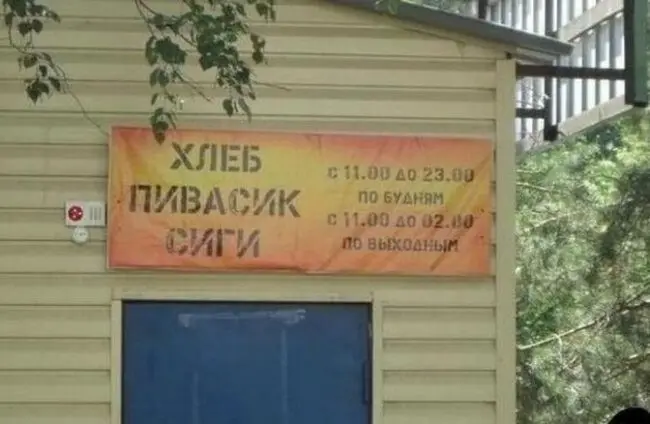 ХЛЕБ
ПИВАСИК
СИГИ
С 11.00 ДО 23.00
ПО БУДНЯМ
С 11.00 ДО 02.00
ПО ВЫХОДНЫМ